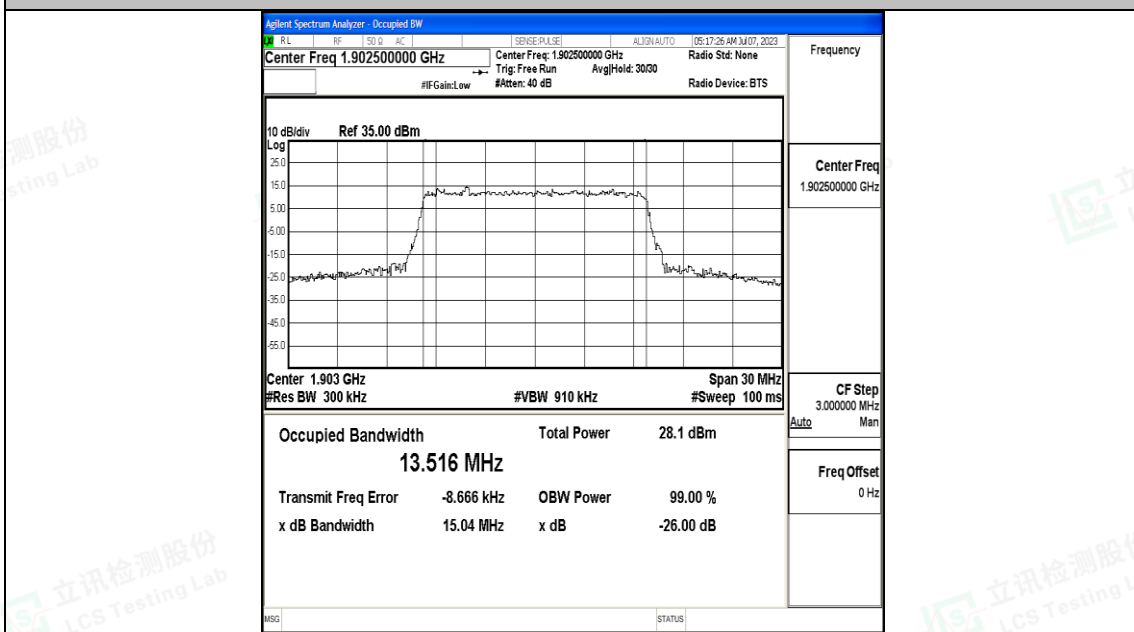 Agilent Spectrum Analyzer - Occupied BW
RL RF 50 Ω AC SENSE:PULSE ALIGN AUTO 05:17:26 AM Jul 07, 2023
Center Freq 1.902500000 GHz
Center Freq: 1.902500000 GHz
Radio Std: None
Trig: Free Run Avg|Hold: 30/30
#IFGain:Low
#Atten: 40 dB
Radio Device: BTS
10 dB/div Ref 35.00 dBm
Log
25.0
15.0
5.00
-5.00
-15.0
-25.0
-35.0
-45.0
-55.0
Center 1.903 GHz Span 30 MHz
#Res BW 300 kHz #VBW 910 kHz #Sweep 100 ms
Occupied Bandwidth Total Power 28.1 dBm
13.516 MHz
Transmit Freq Error -8.666 kHz OBW Power 99.00 %
x dB Bandwidth 15.04 MHz x dB -26.00 dB
MSG STATUS
Frequency
Center Freq
1.902500000 GHz
CF Step
3.000000 MHz
Auto Man
Freq Offset
0 Hz
测股份
sting Lab
LCS
立讯检测股份
LCS Testing Lab
LCS
立讯检测股
LCS Testing L